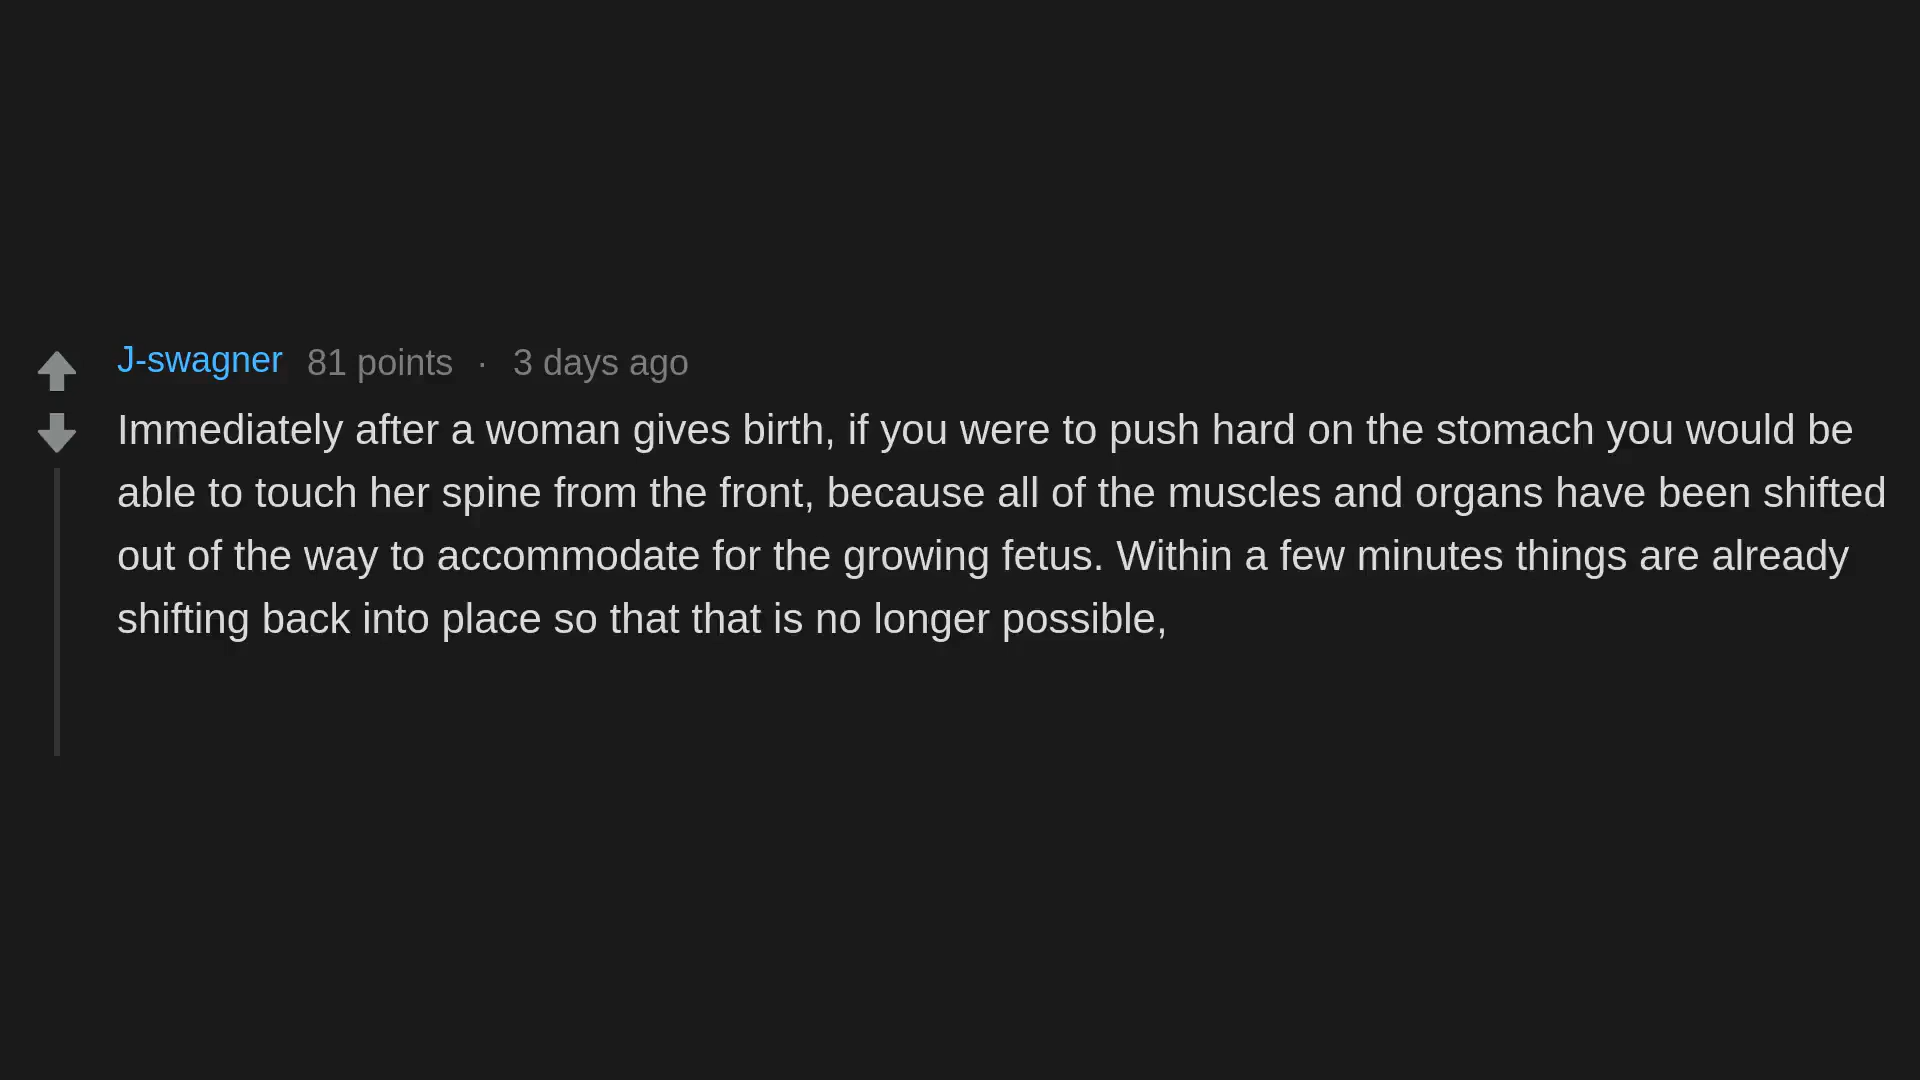 J-swagner 81 points · 3 days ago
Immediately after a woman gives birth, if you were to push hard on the stomach you would be
able to touch her spine from the front, because all of the muscles and organs have been shifted
out of the way to accommodate for the growing fetus. Within a few minutes things are already
shifting back into place so that that is no longer possible,